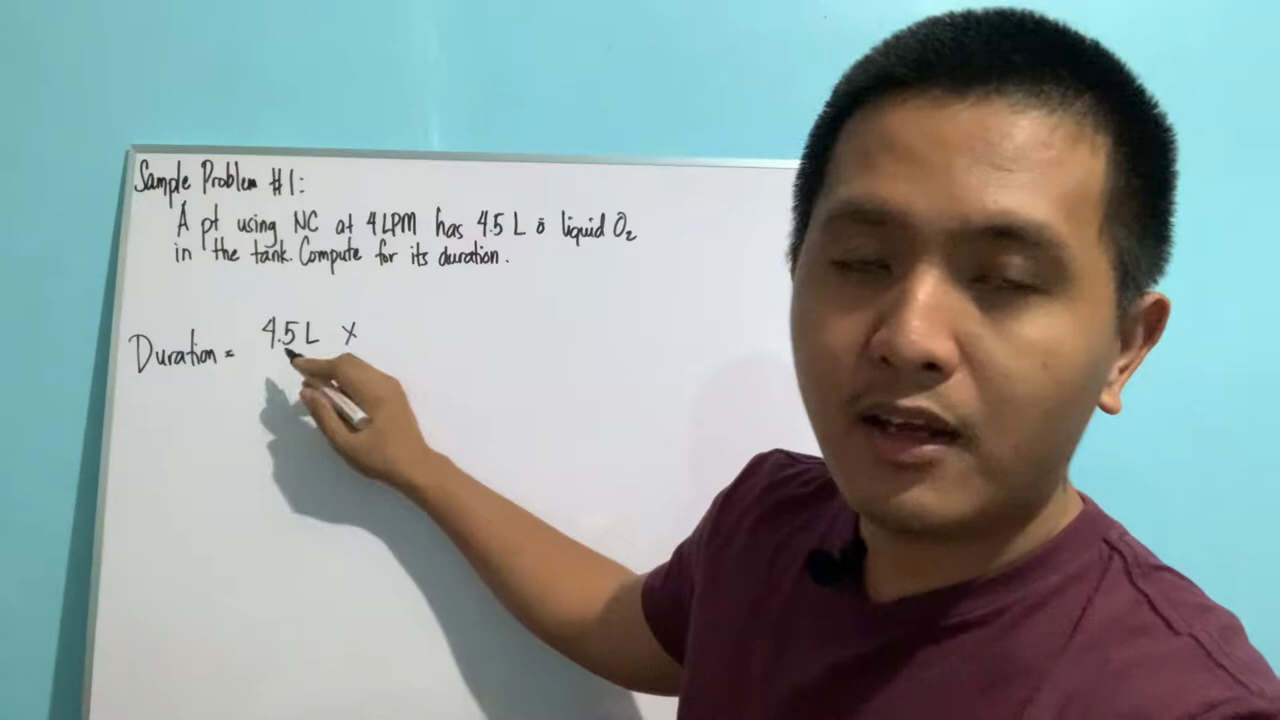 Sample Problem #1:
A pt using NC at 4LPM has 4.5 L liquid O₂
in the tank. Compute for its duration.
Duration = 4.5 L x